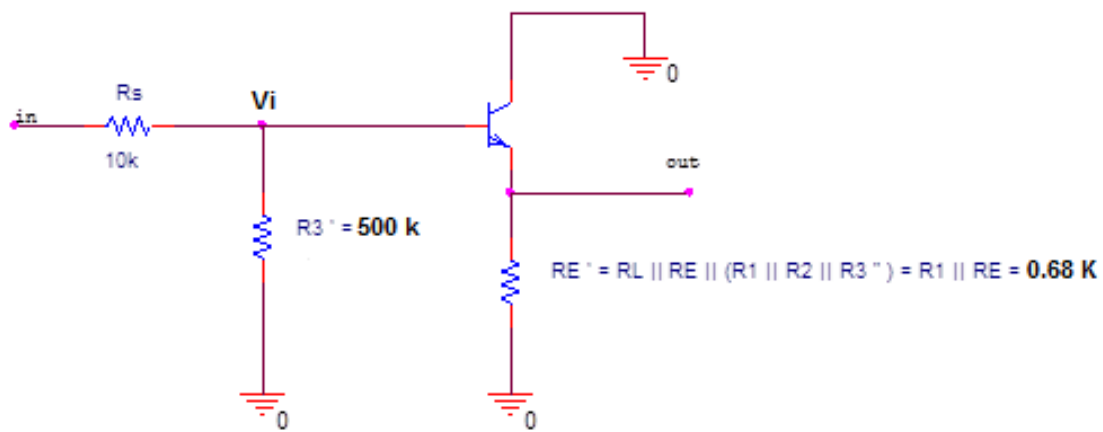 0
in
Rs
Vi
10k
out
R3 ' = 500 k
RE ' = RL || RE || (R1 || R2 || R3 " ) = R1 || RE = 0.68 K
0
0